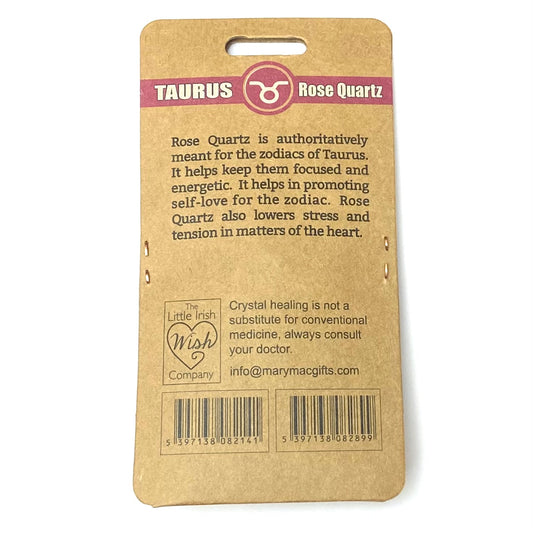 TAURUS Rose Quartz
Rose Quartz is authoritatively
meant for the zodiacs of Taurus.
It helps keep them focused and
energetic. It helps in promoting
self-love for the zodiac. Rose
Quartz also lowers stress and
tension in matters of the heart.
The
Little Irish
Wish
Company
Crystal healing is not a
substitute for conventional
medicine, always consult
your doctor.
info@marymacgifts.com
5 397138 082141
5 397138 082899